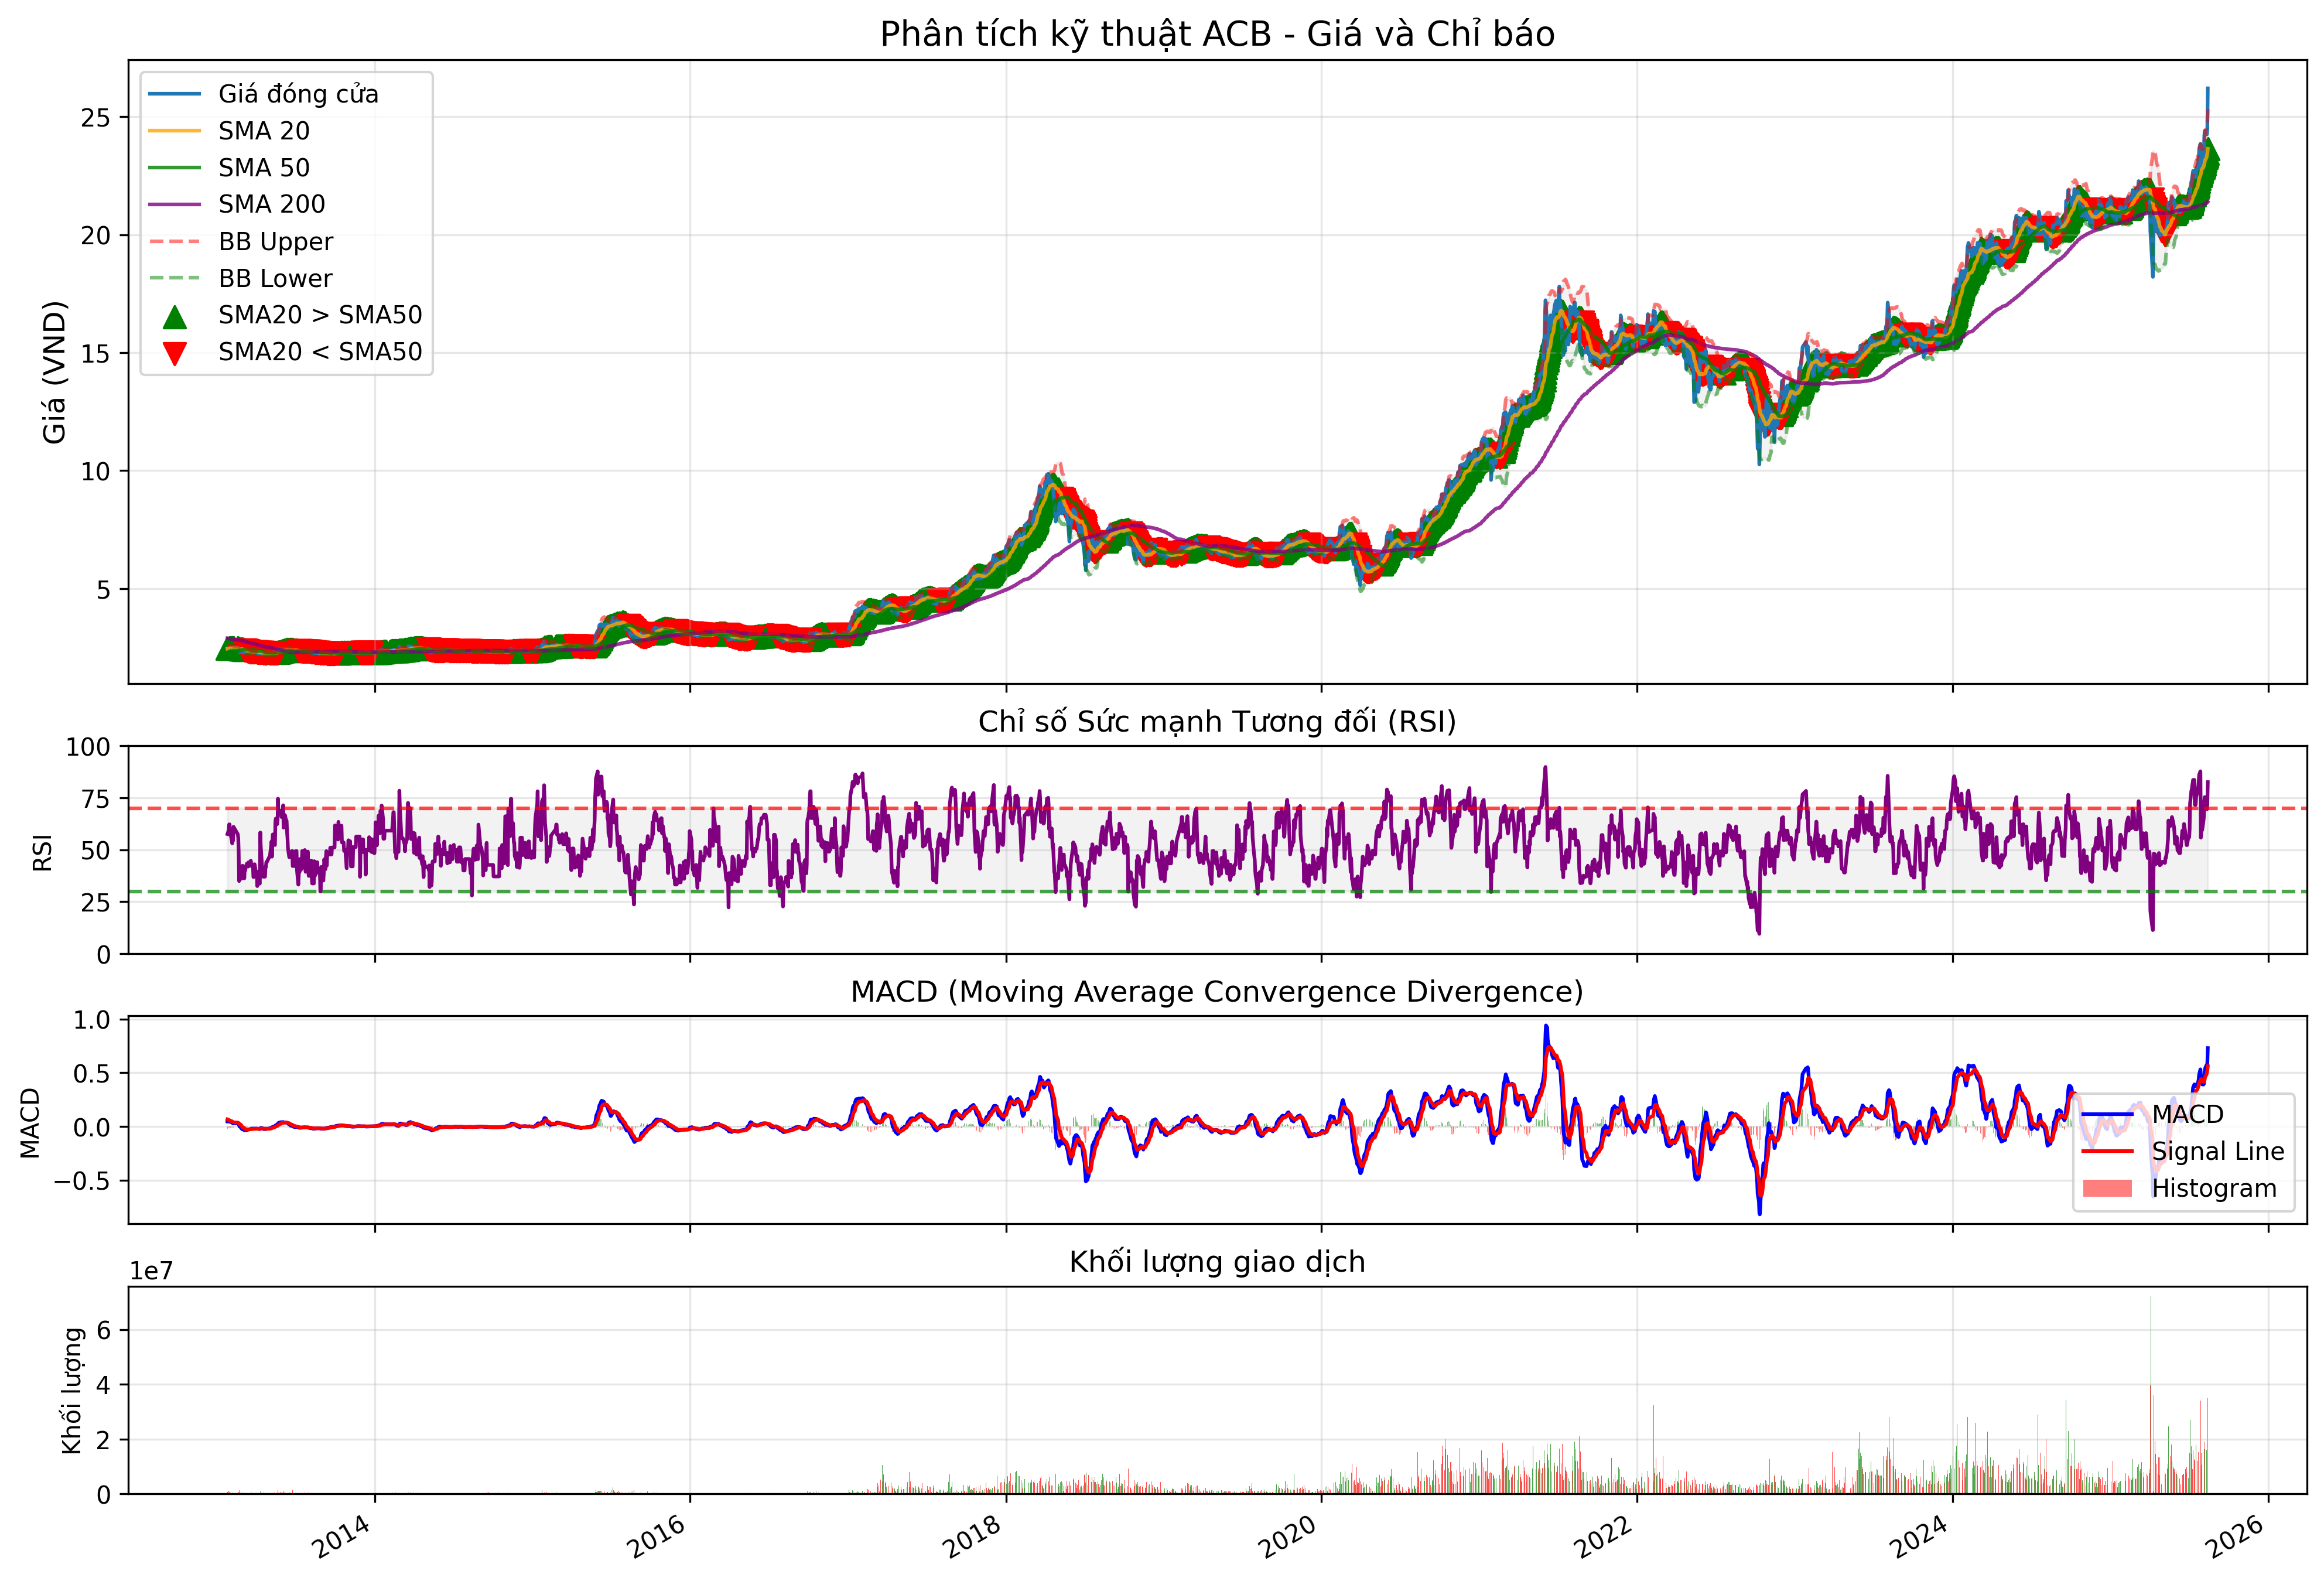 Phân tích kỹ thuật ACB - Giá và Chỉ báo
Giá (VND)
25
20
15
10
5
Giá đóng cửa
SMA 20
SMA 50
SMA 200
BB Upper
BB Lower
SMA20 > SMA50
SMA20 < SMA50
Chỉ số Sức mạnh Tương đối (RSI)
RSI
100
75
50
25
0
MACD (Moving Average Convergence Divergence)
MACD
1.0
0.5
0.0
−0.5
MACD
Signal Line
Histogram
Khối lượng giao dịch
1e7
Khối lượng
6
4
2
0
2014
2016
2018
2020
2022
2024
2026